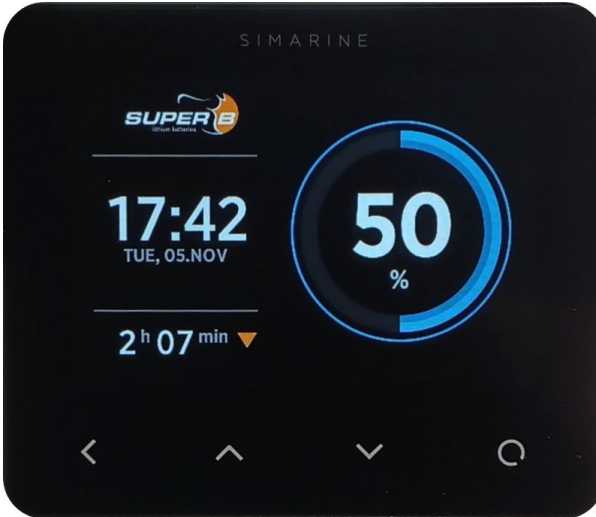 SIMARINE
SUPER B
lithium batteries
17:42
TUE, 05.NOV
2 h 07 min
50
%